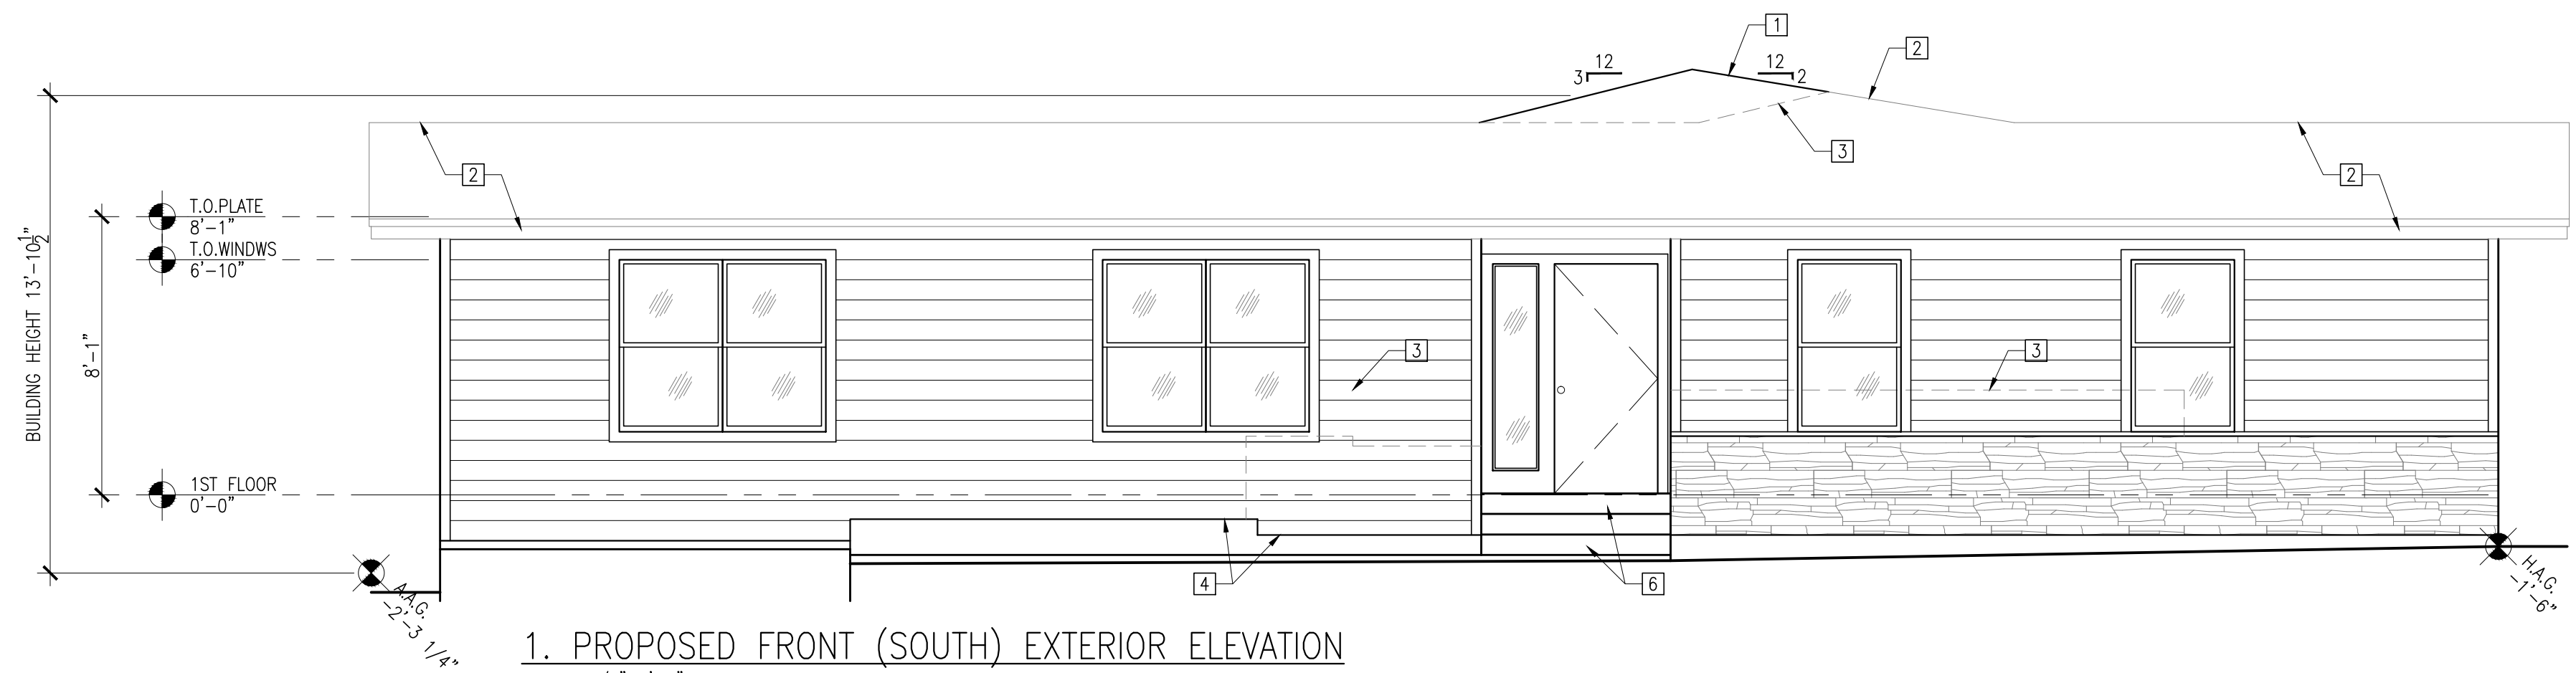 1
2
12
3
12
2
3
2
2
T.O.PLATE
8'-1"
T.O.WINDWS
6'-10"
BUILDING HEIGHT 13'-10 1/2"
8'-1"
3
3
1ST FLOOR
0'-0"
4
6
A.A.G.
-2'-3 1/4"
H.A.G.
-1'-6"
1. PROPOSED FRONT (SOUTH) EXTERIOR ELEVATION